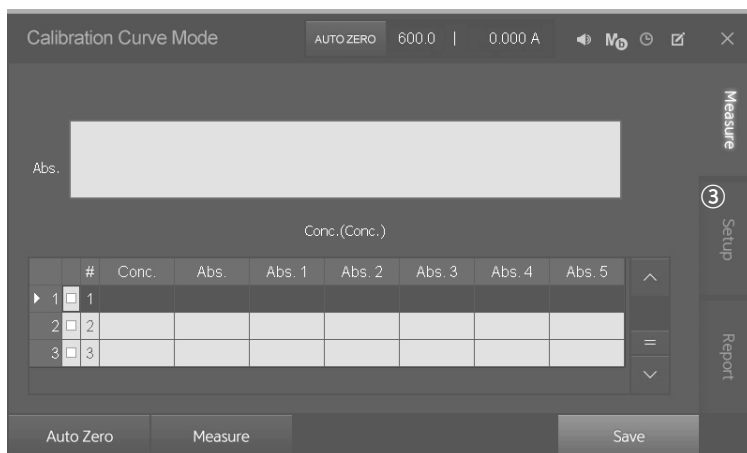 Calibration Curve Mode AUTO ZERO 600.0 | 0.000 A Mb
Measure
Abs.
③
Setup
Conc.(Conc.)
# Conc. Abs. Abs. 1 Abs. 2 Abs. 3 Abs. 4 Abs. 5
1 1
2 2
3 3
Report
Auto Zero Measure Save